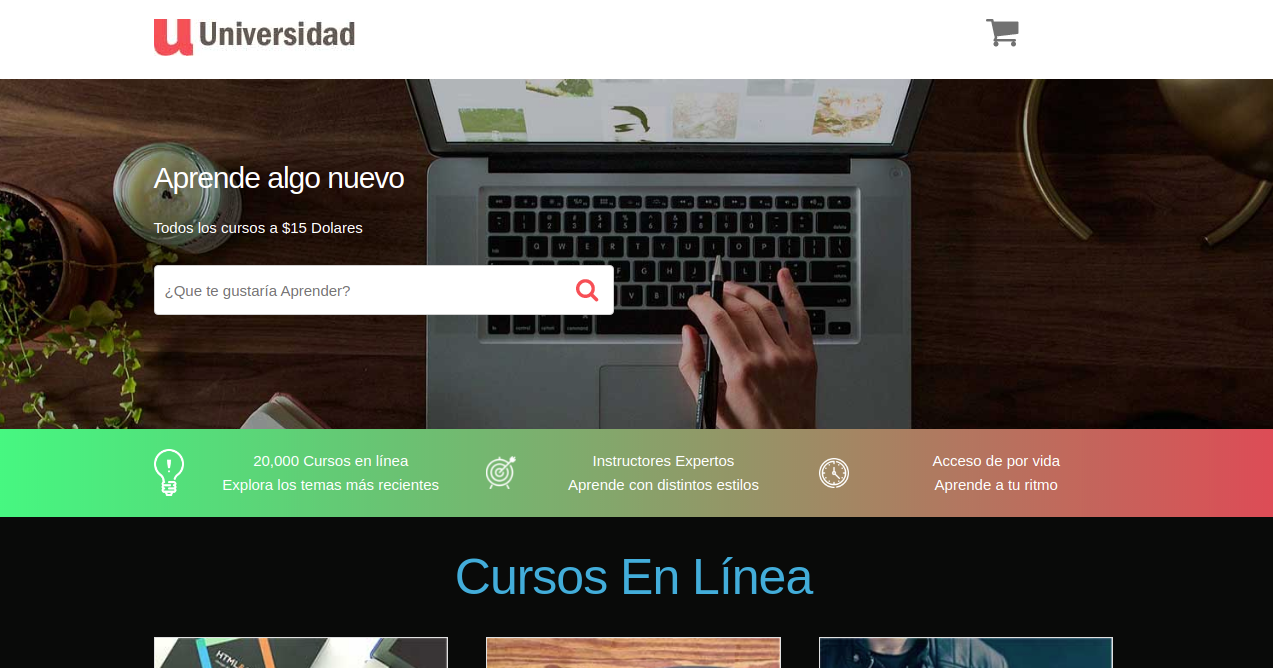 Universidad
Aprende algo nuevo
Todos los cursos a $15 Dolares
¿Que te gustaría Aprender?
20,000 Cursos en línea
Explora los temas más recientes
Instructores Expertos
Aprende con distintos estilos
Acceso de por vida
Aprende a tu ritmo
Cursos En Línea